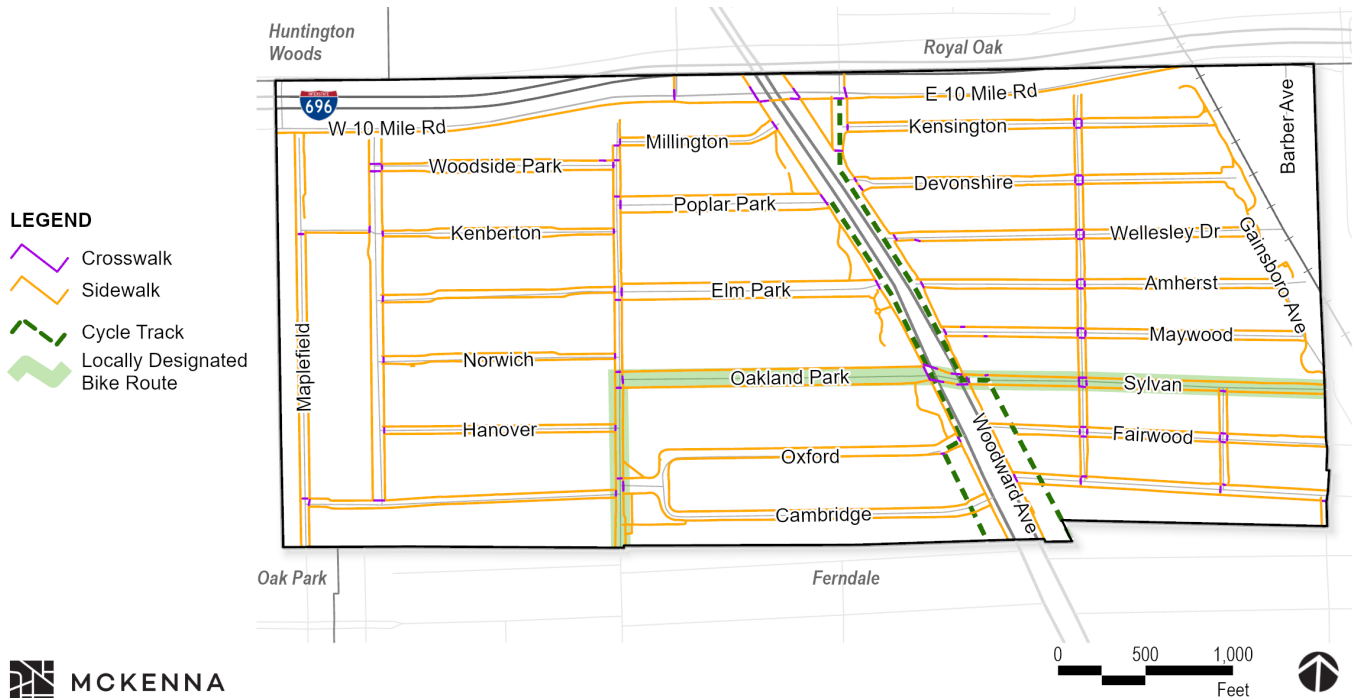 Huntington
Woods
Royal Oak
INTERSTATE
696
E 10 Mile Rd
W 10 Mile Rd
Kensington
Barber Ave
Millington
Woodside Park
Devonshire
Poplar Park
LEGEND
Kenberton
Wellesley Dr
Gainsboro Ave
Crosswalk
Sidewalk
Elm Park
Amherst
Cycle Track
Maywood
Locally Designated
Bike Route
Maplefield
Norwich
Oakland Park
Sylvan
Hanover
Woodward Ave
Fairwood
Oxford
Cambridge
Oak Park
Ferndale
0 500 1,000
Feet
MCKENNA